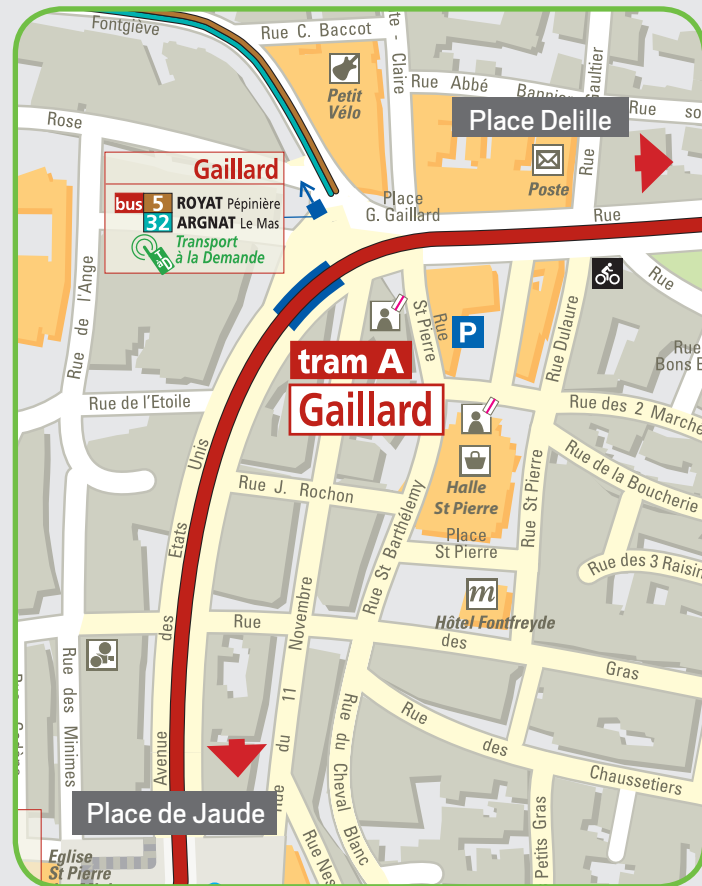 Fontgiève
Rue C. Baccot
Claire
Petit
Vélo
Rue Abbé
Gaultier
Place Delille
Rue
Rose
Gaillard
bus 5 ROYAT Pépinière
32 ARGNAT Le Mas
TàD
Transport
à la Demande
Place
G. Gaillard
Poste
Rue
Rue
Rue de l'Ange
St Pierre
Rue
P
Rue Dulaure
Rue
Rue
tram A
Gaillard
Rue de l'Etoile
Rue des 2 Marche
Rue de la Boucherie
Unis
Rue J. Rochon
Halle
St Pierre
Rue St Pierre
Etats
Rue St Barthélemy
Place
St Pierre
Rue des 3 Raisin
m
Hôtel Fontfreyde
des
Rue
Novembre
des
Gras
Rue des Minimes
11
Rue
des
Chaussetiers
Avenue
du
Rue du Cheval Blanc
Place de Jaude
Petits Gras
Eglise
St Pierre